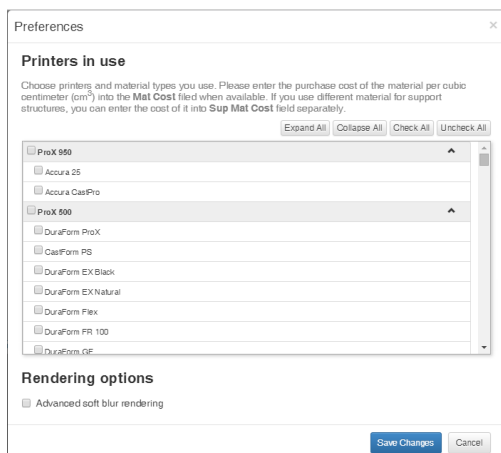 Preferences ×
Printers in use
Choose printers and material types you use. Please enter the purchase cost of the material per cubic
centimeter (cm³) into the Mat Cost filed when available. If you use different material for support
structures, you can enter the cost of it into Sup Mat Cost field separately.
Expand All Collapse All Check All Uncheck All
ProX 950
Accura 25
Accura CastPro
ProX 500
DuraForm ProX
CastForm PS
DuraForm EX Black
DuraForm EX Natural
DuraForm Flex
DuraForm FR 100
DuraForm GF
Rendering options
Advanced soft blur rendering
Save Changes Cancel